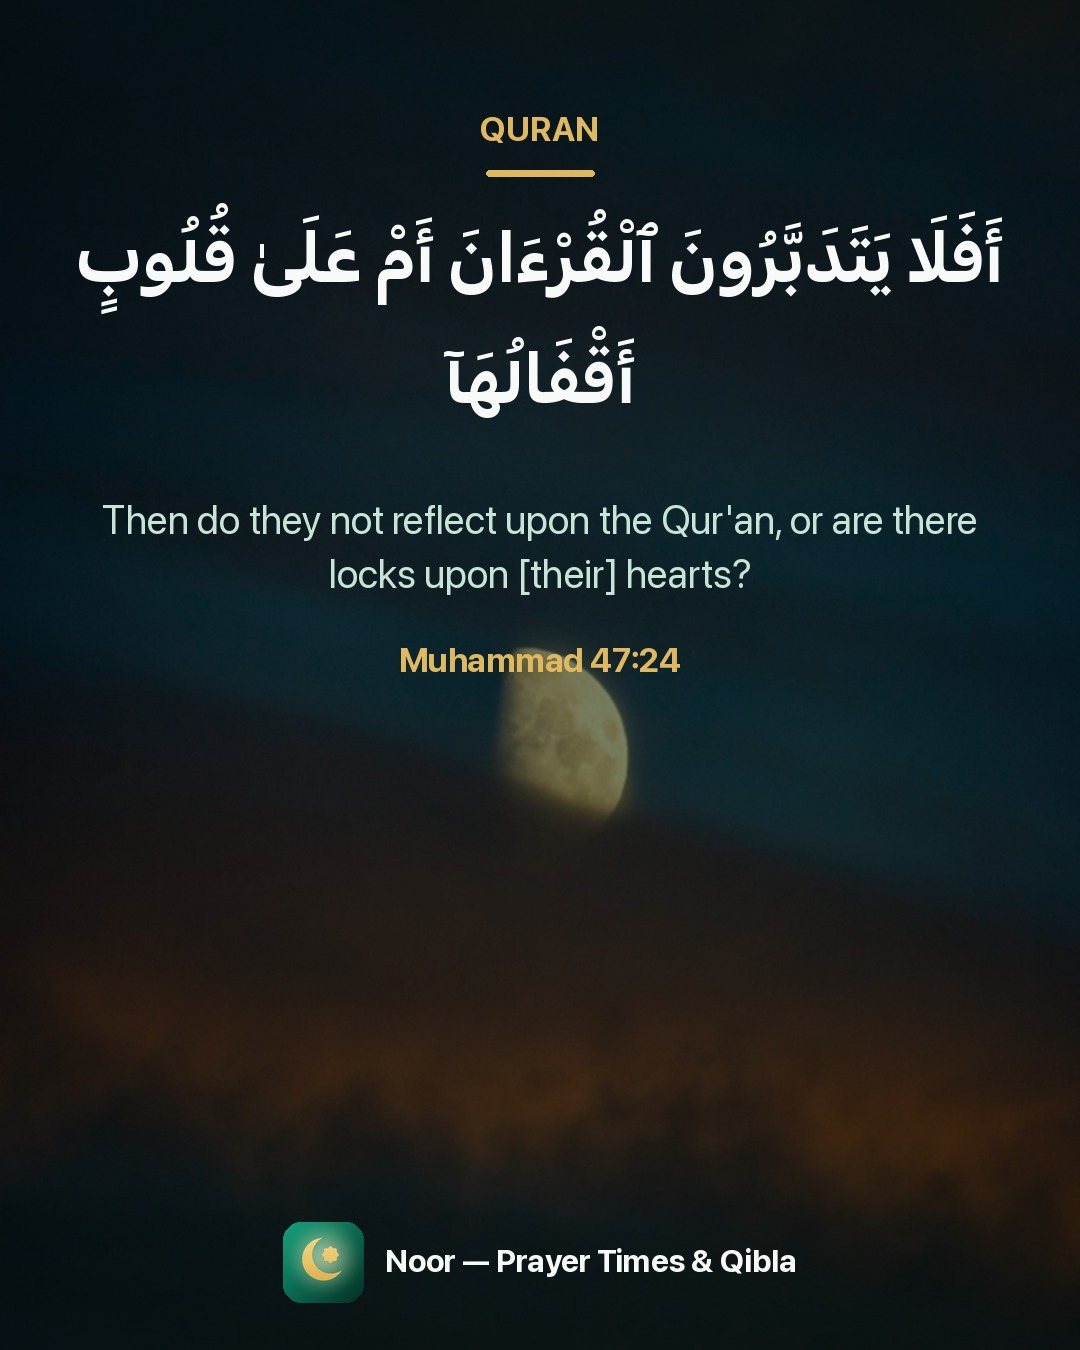 QURAN
أَفَلَا يَتَدَبَّرُونَ ٱلْقُرْءَانَ أَمْ عَلَىٰ قُلُوبٍ
أَقْفَالُهَآ
Then do they not reflect upon the Qur'an, or are there
locks upon [their] hearts?
Muhammad 47:24
Noor — Prayer Times & Qibla